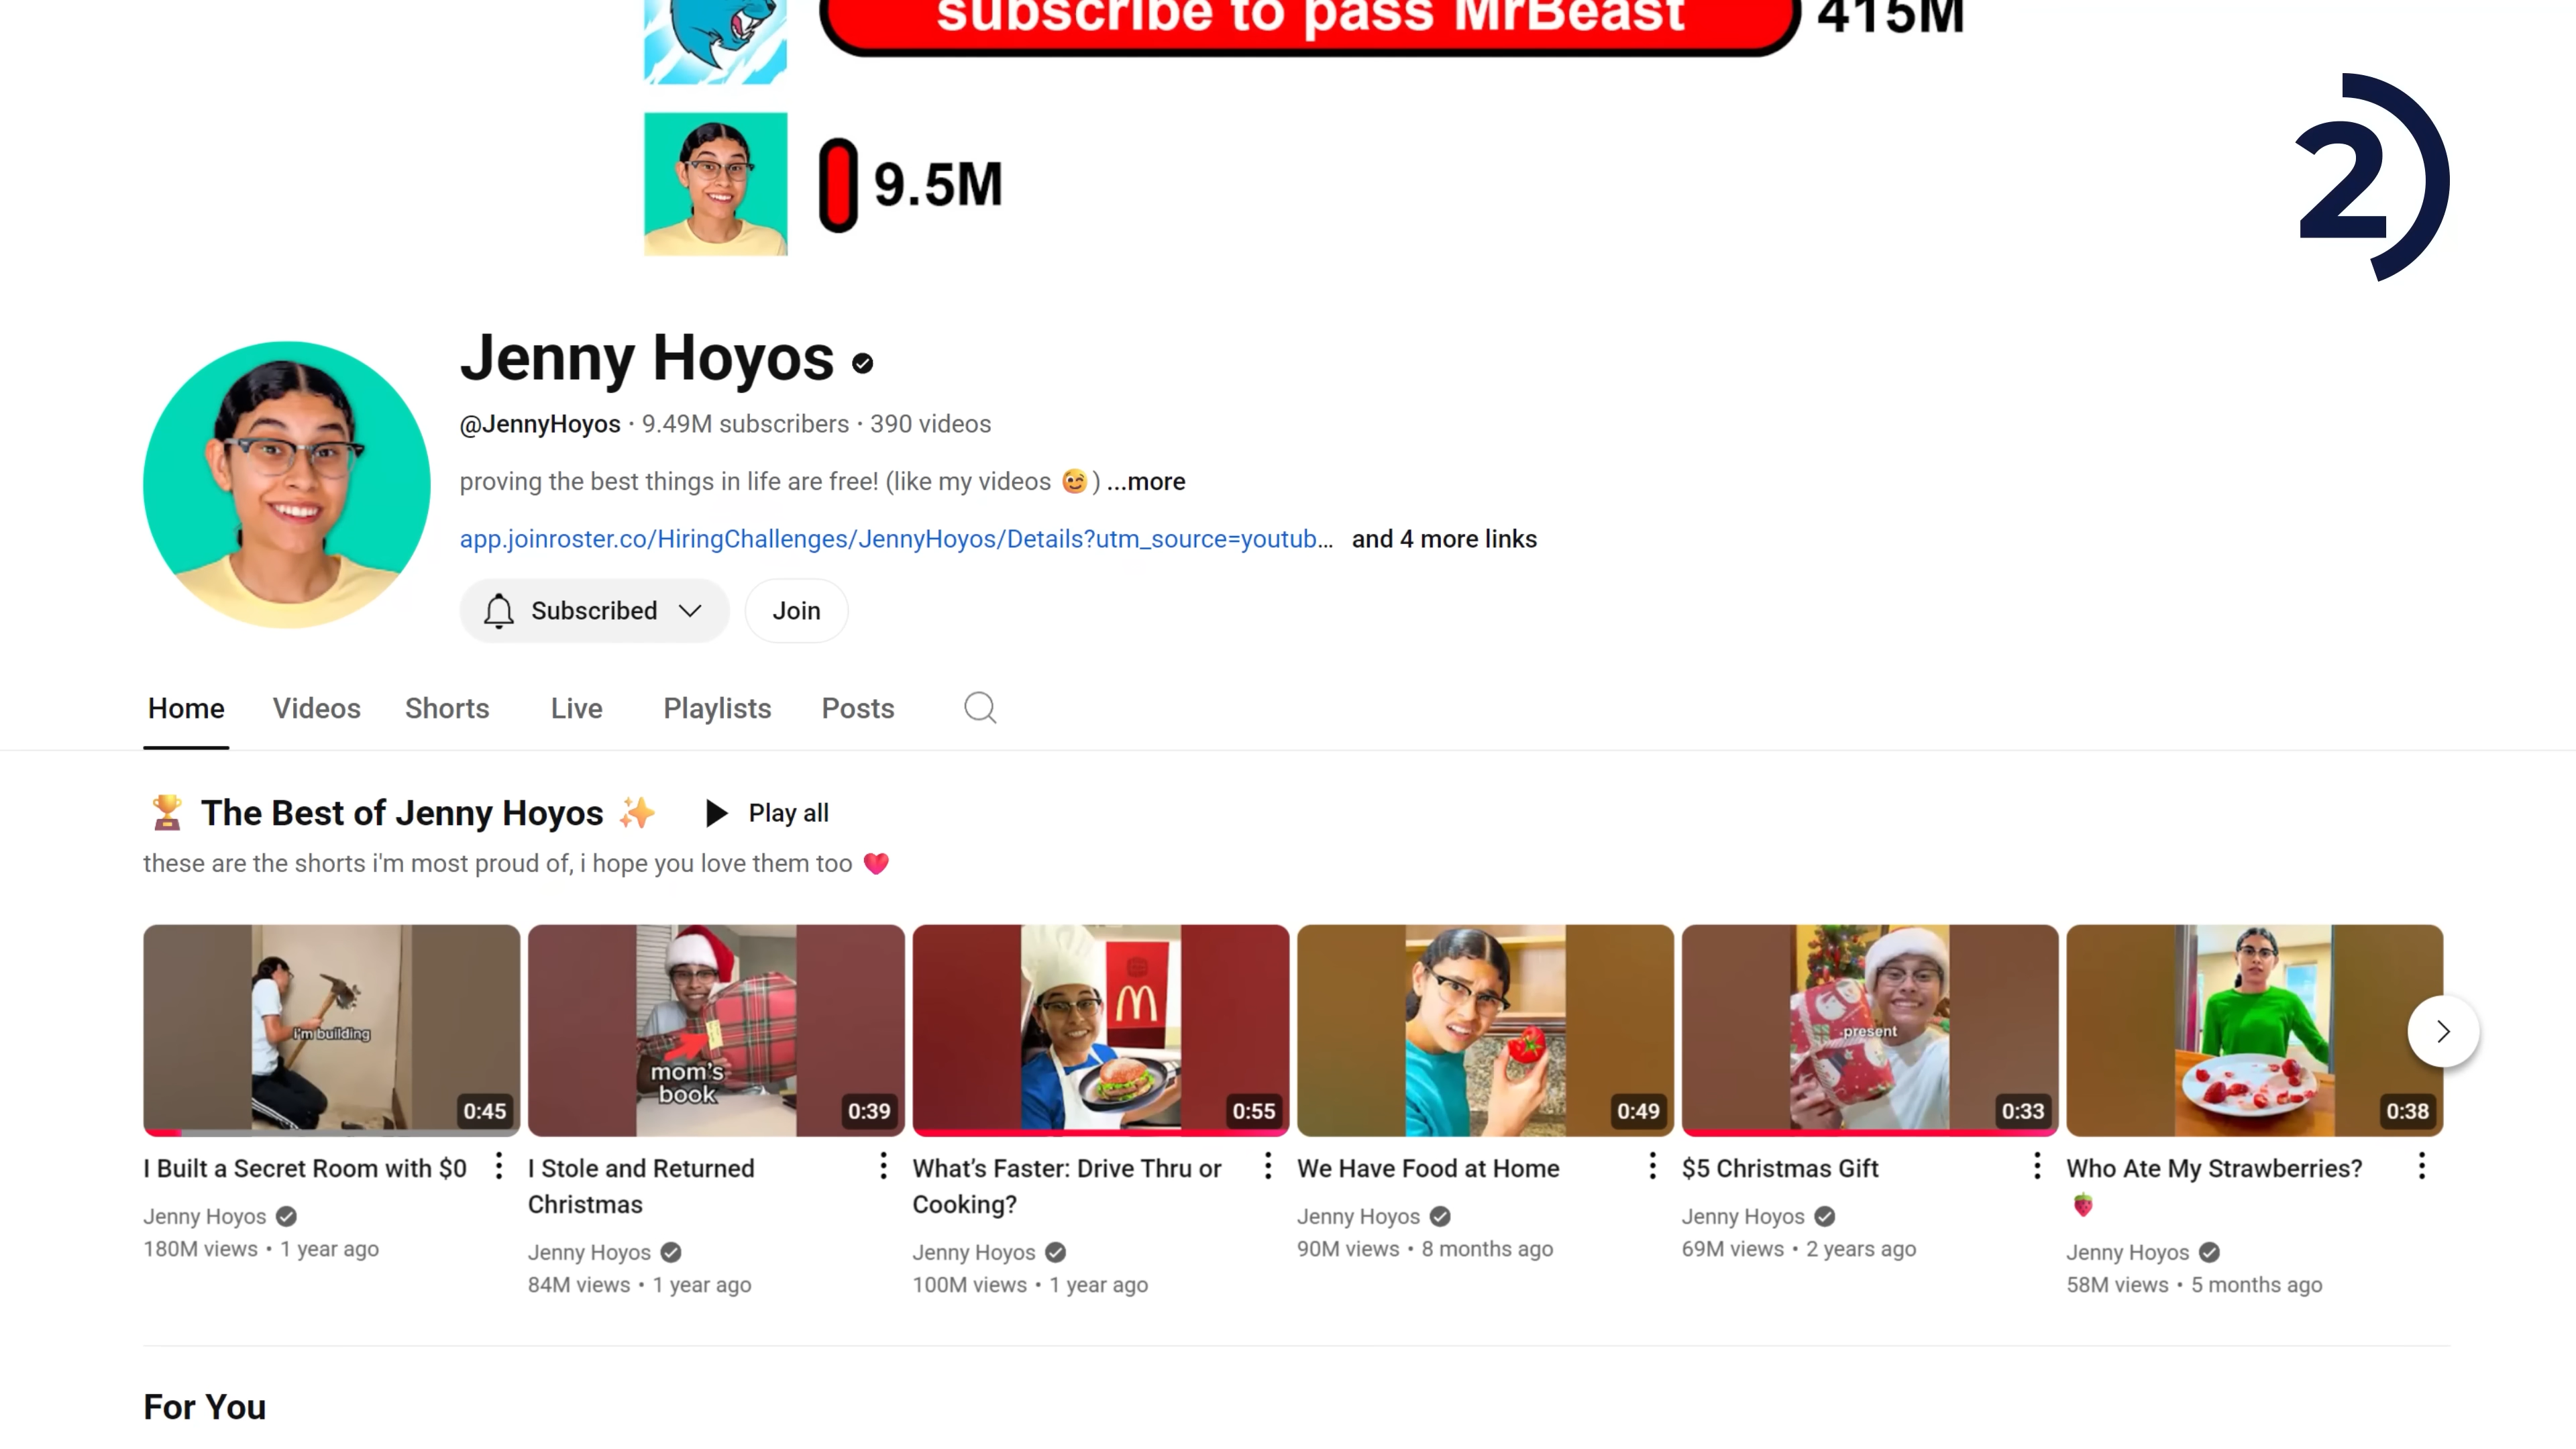 subscribe to pass MrBeast 415M
9.5M
2
Jenny Hoyos
@JennyHoyos · 9.49M subscribers · 390 videos
proving the best things in life are free! (like my videos 😉) ...more
app.joinroster.co/HiringChallenges/JennyHoyos/Details?utm_source=youtub... and 4 more links
Subscribed Join
Home Videos Shorts Live Playlists Posts
🏆 The Best of Jenny Hoyos ✨ Play all
these are the shorts i'm most proud of, i hope you love them too ❤️
I'm building
0:45
mom's
book
0:39
0:55
0:49
present
0:33
0:38
I Built a Secret Room with $0
Jenny Hoyos
180M views • 1 year ago
I Stole and Returned
Christmas
Jenny Hoyos
84M views • 1 year ago
What’s Faster: Drive Thru or
Cooking?
Jenny Hoyos
100M views • 1 year ago
We Have Food at Home
Jenny Hoyos
90M views • 8 months ago
$5 Christmas Gift
Jenny Hoyos
69M views • 2 years ago
Who Ate My Strawberries?
🍓
Jenny Hoyos
58M views • 5 months ago
For You